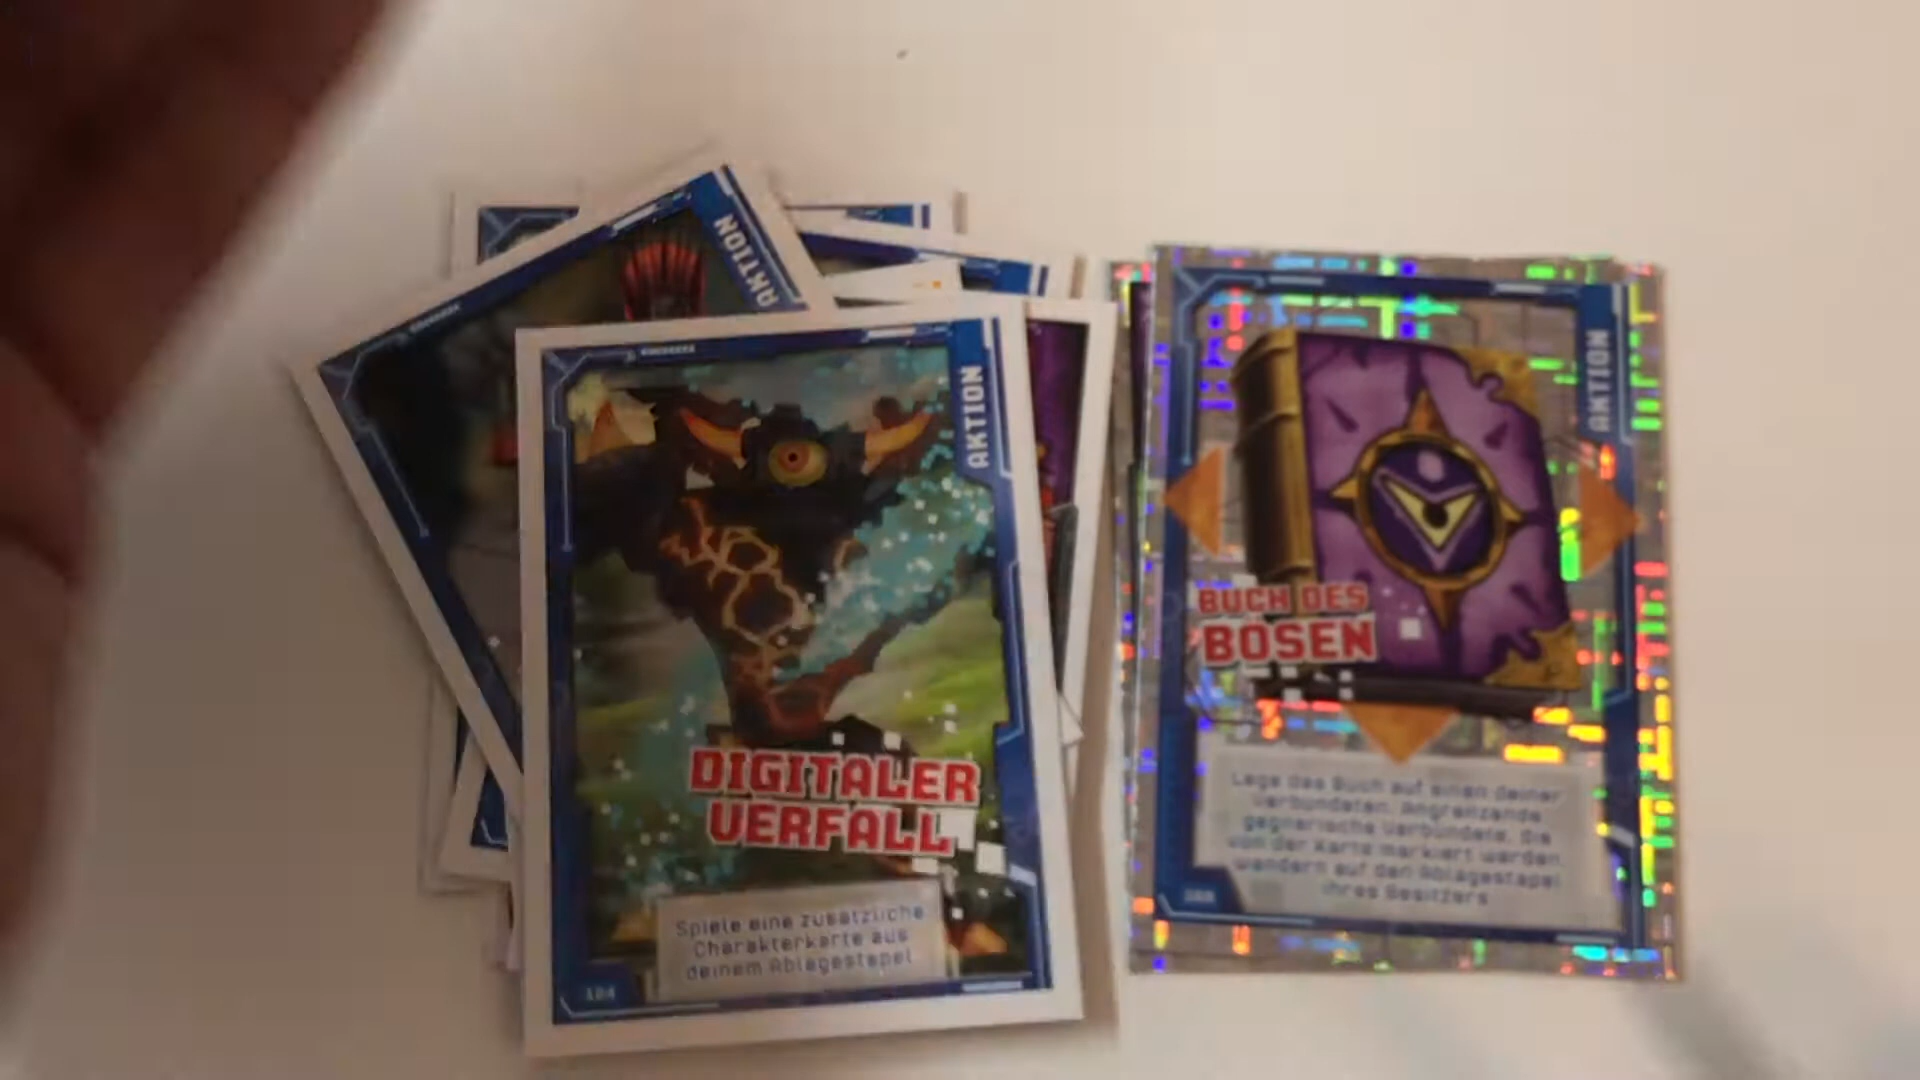 AKTION
AKTION
DIGITALER
VERFALL
Spiele eine zusätzliche
Charakterkarte aus
deinem Ablagestapel
184
AKTION
BUCH DES
BÖSEN
Lege das Buch auf einen deiner
Verbündeten. Angrenzende
gegnerische Verbündete, die
von der Karte markiert werden,
wandern auf den Ablagestapel
ihres Besitzers